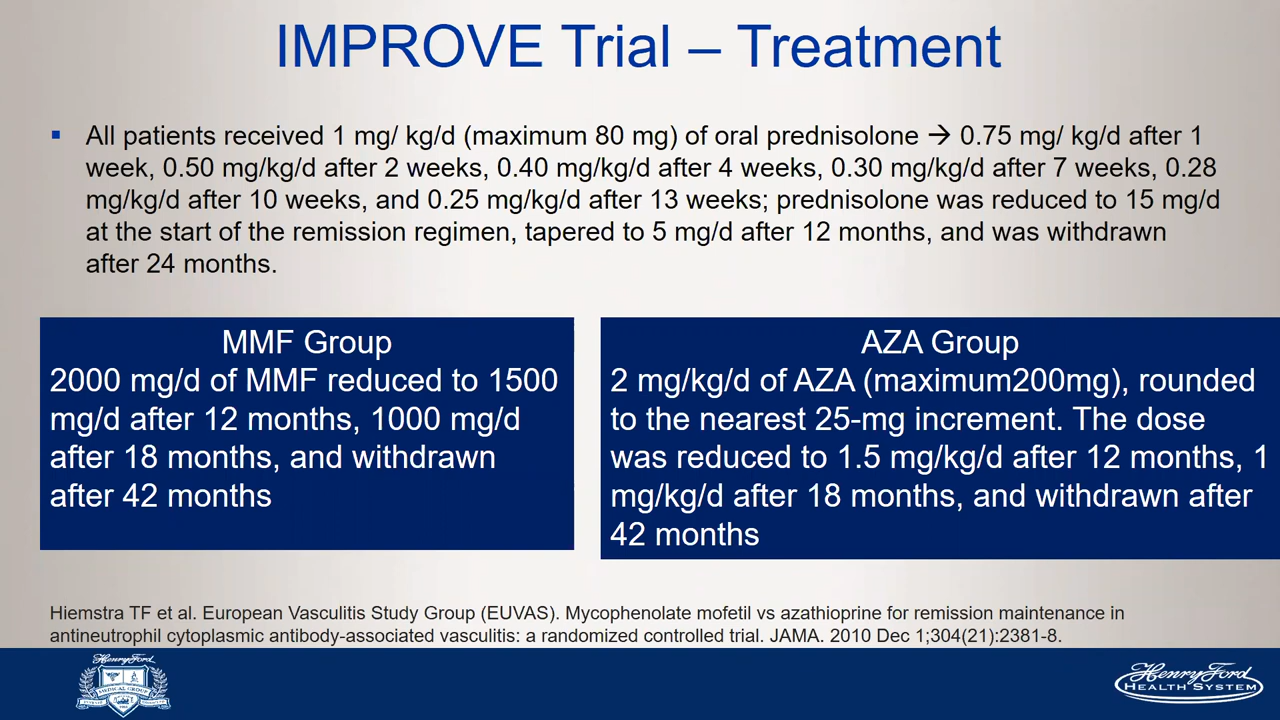 IMPROVE Trial – Treatment
▪ All patients received 1 mg/ kg/d (maximum 80 mg) of oral prednisolone → 0.75 mg/ kg/d after 1
week, 0.50 mg/kg/d after 2 weeks, 0.40 mg/kg/d after 4 weeks, 0.30 mg/kg/d after 7 weeks, 0.28
mg/kg/d after 10 weeks, and 0.25 mg/kg/d after 13 weeks; prednisolone was reduced to 15 mg/d
at the start of the remission regimen, tapered to 5 mg/d after 12 months, and was withdrawn
after 24 months.
MMF Group
2000 mg/d of MMF reduced to 1500
mg/d after 12 months, 1000 mg/d
after 18 months, and withdrawn
after 42 months
AZA Group
2 mg/kg/d of AZA (maximum200mg), rounded
to the nearest 25-mg increment. The dose
was reduced to 1.5 mg/kg/d after 12 months, 1
mg/kg/d after 18 months, and withdrawn after
42 months
Hiemstra TF et al. European Vasculitis Study Group (EUVAS). Mycophenolate mofetil vs azathioprine for remission maintenance in
antineutrophil cytoplasmic antibody-associated vasculitis: a randomized controlled trial. JAMA. 2010 Dec 1;304(21):2381-8.
Henry Ford
MEDICAL GROUP
Henry Ford
HEALTH SYSTEM